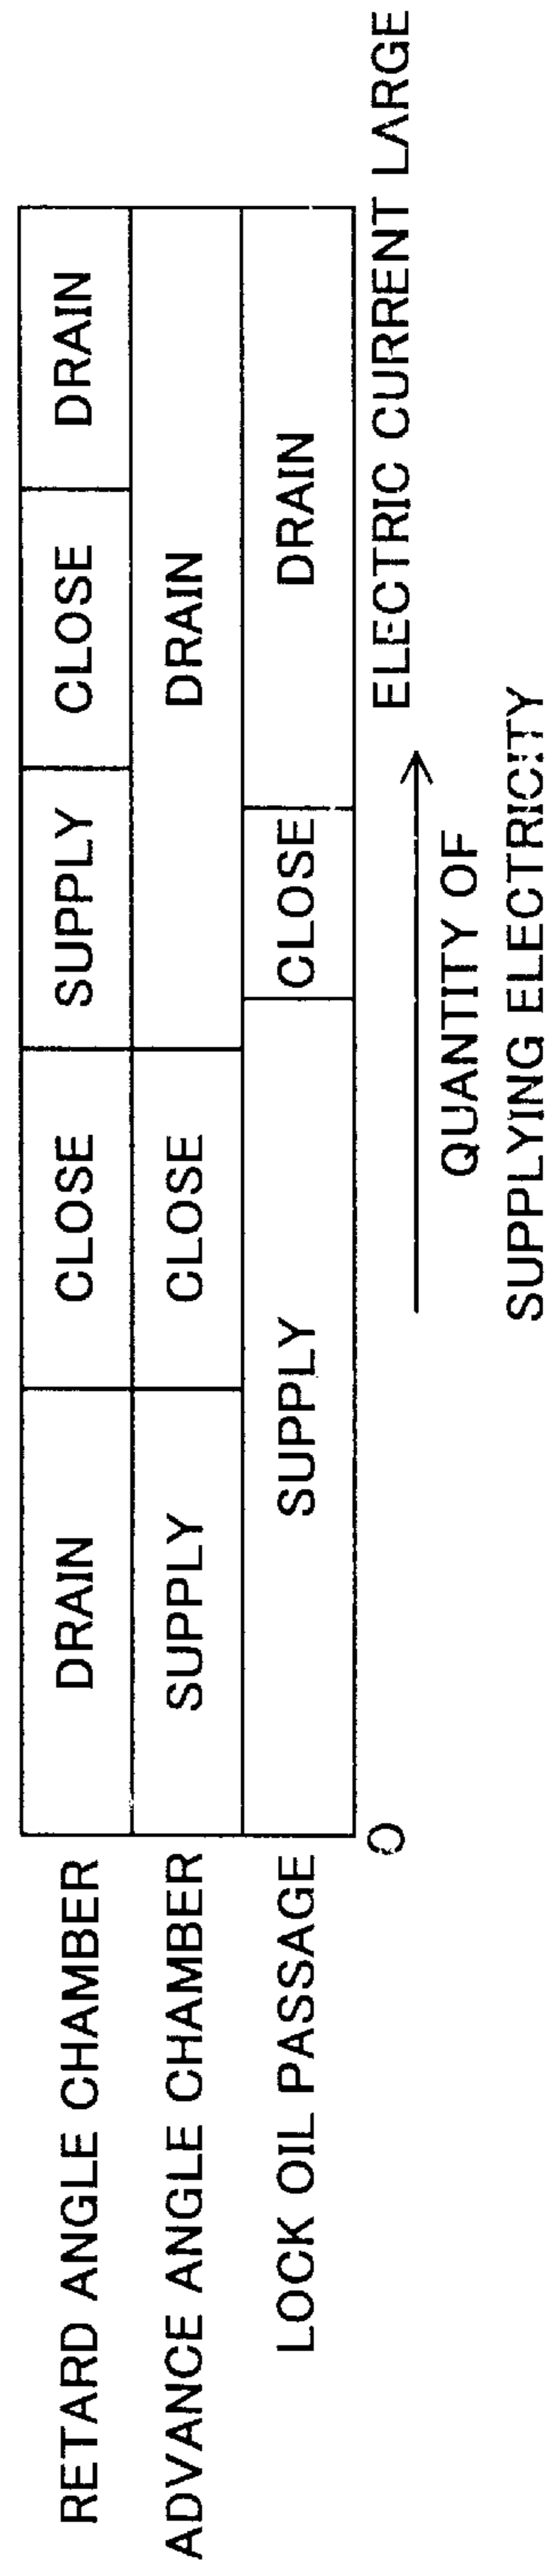 RETARD ANGLE CHAMBER DRAIN CLOSE SUPPLY CLOSE DRAIN
ADVANCE ANGLE CHAMBER SUPPLY CLOSE DRAIN
LOCK OIL PASSAGE SUPPLY CLOSE DRAIN
0 ELECTRIC CURRENT LARGE
QUANTITY OF
SUPPLYING ELECTRICITY